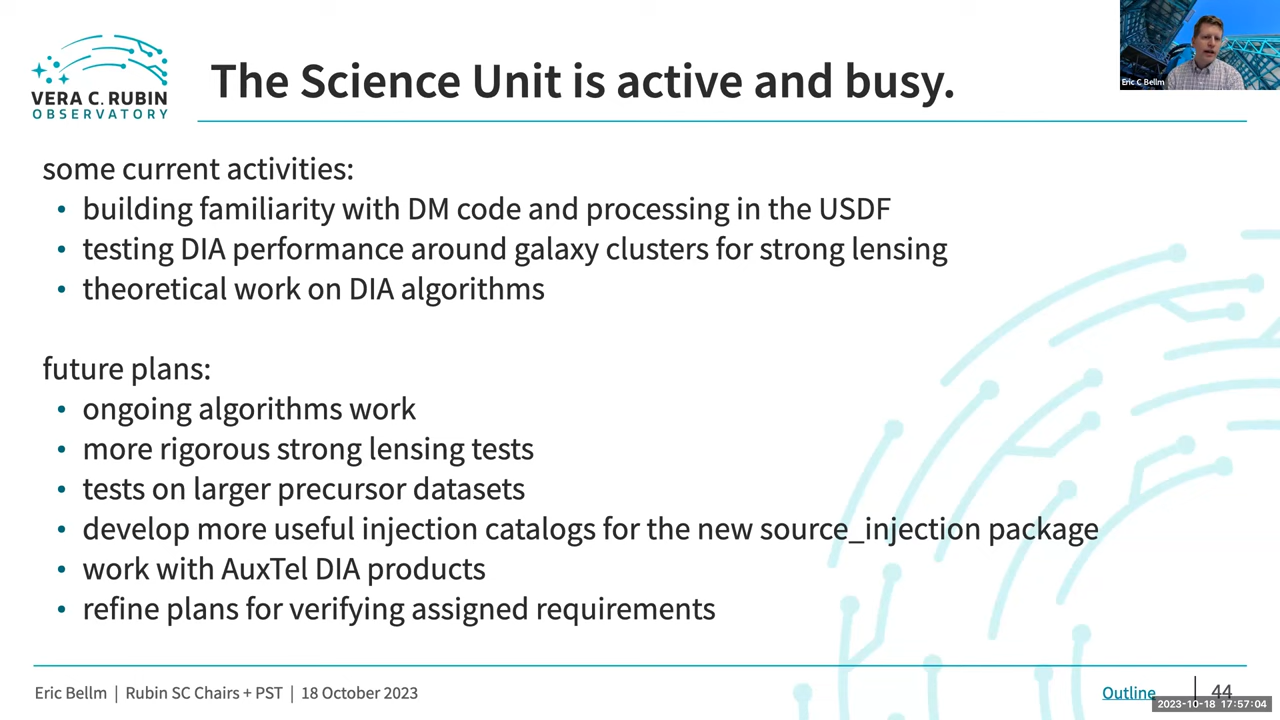 VERA C. RUBIN
OBSERVATORY
The Science Unit is active and busy.
Eric C Bellm
some current activities:
• building familiarity with DM code and processing in the USDF
• testing DIA performance around galaxy clusters for strong lensing
• theoretical work on DIA algorithms
future plans:
• ongoing algorithms work
• more rigorous strong lensing tests
• tests on larger precursor datasets
• develop more useful injection catalogs for the new source_injection package
• work with AuxTel DIA products
• refine plans for verifying assigned requirements
Eric Bellm | Rubin SC Chairs + PST | 18 October 2023
Outline | 44
2023-10-18 17:57:04